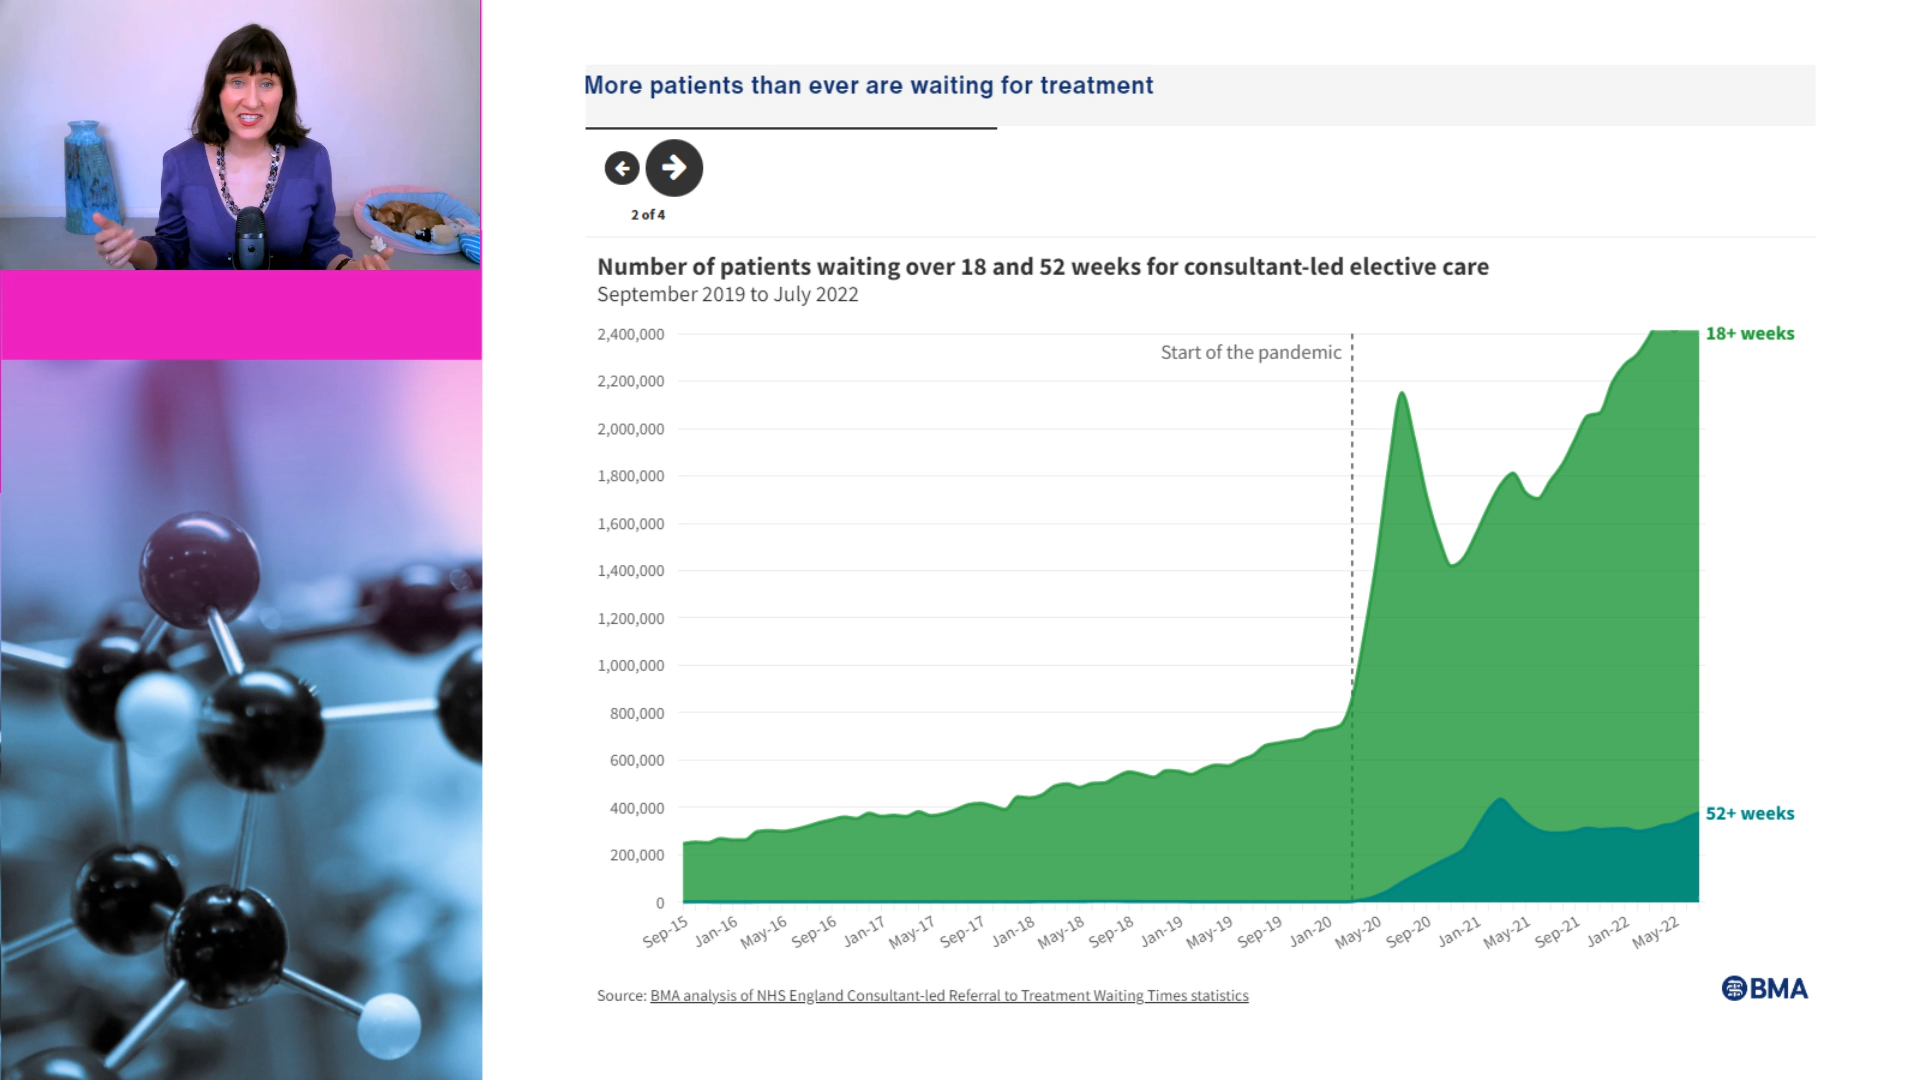 More patients than ever are waiting for treatment
2 of 4
Number of patients waiting over 18 and 52 weeks for consultant-led elective care
September 2019 to July 2022
2,400,000
2,200,000
2,000,000
1,800,000
1,600,000
1,400,000
1,200,000
1,000,000
800,000
600,000
400,000
200,000
0
Start of the pandemic
18+ weeks
52+ weeks
Sep-15 Jan-16 May-16 Sep-16 Jan-17 May-17 Sep-17 Jan-18 May-18 Sep-18 Jan-19 May-19 Sep-19 Jan-20 May-20 Sep-20 Jan-21 May-21 Sep-21 Jan-22 May-22
Source: BMA analysis of NHS England Consultant-led Referral to Treatment Waiting Times statistics
BMA